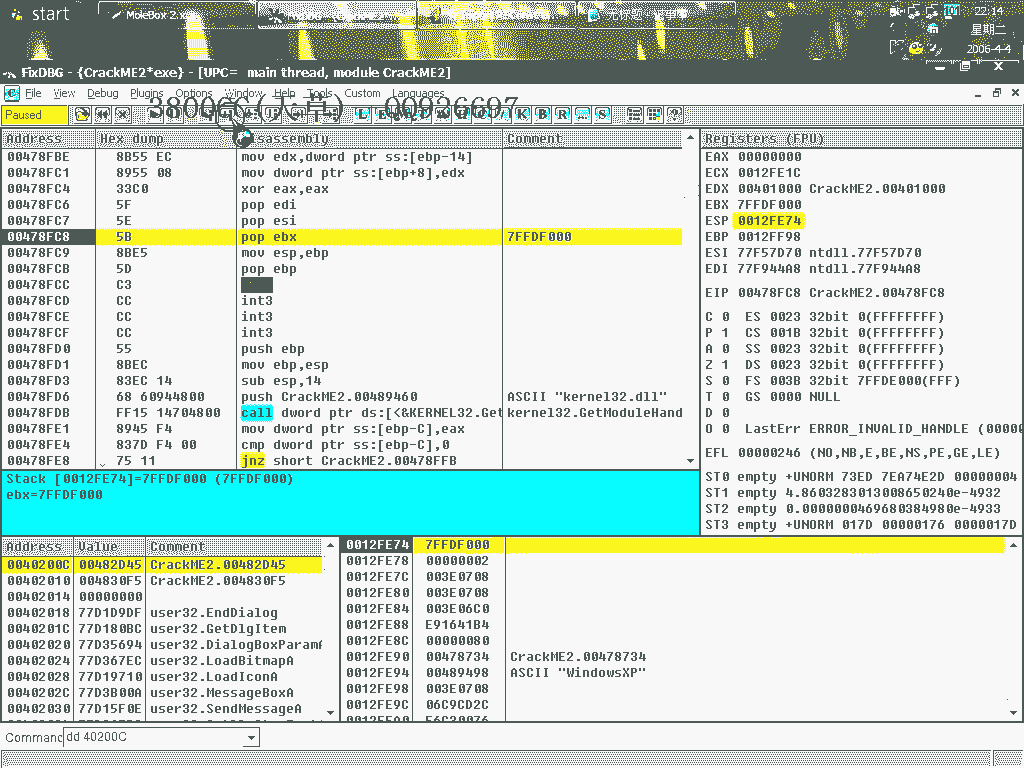 start
MoleBox 2.x
22:14
星期二
2006-4-4
FixDBG - {CrackME2*exe} - [UPC= main thread, module CrackME2]
File View Debug Plugins Options Window Help Tools Custom Languages
38006C(天草) 00926697
Paused
Address Hex dump Disassembly Comment
00478FBE 8B55 EC mov edx,dword ptr ss:[ebp-14]
00478FC1 8955 08 mov dword ptr ss:[ebp+8],edx
00478FC4 33C0 xor eax,eax
00478FC6 5F pop edi
00478FC7 5E pop esi
00478FC8 5B pop ebx 7FFDF000
00478FC9 8BE5 mov esp,ebp
00478FCB 5D pop ebp
00478FCC C3
00478FCD CC int3
00478FCE CC int3
00478FCF CC int3
00478FD0 55 push ebp
00478FD1 8BEC mov ebp,esp
00478FD3 83EC 14 sub esp,14
00478FD6 68 60944800 push CrackME2.00489460 ASCII "kernel32.dll"
00478FDB FF15 14704800 call dword ptr ds:[<&KERNEL32.Get kernel32.GetModuleHand
00478FE1 8945 F4 mov dword ptr ss:[ebp-C],eax
00478FE4 837D F4 00 cmp dword ptr ss:[ebp-C],0
00478FE8 75 11 jnz short CrackME2.00478FFB
Registers (FPU)
EAX 00000000
ECX 0012FE1C
EDX 00401000 CrackME2.00401000
EBX 7FFDF000
ESP 0012FE74
EBP 0012FF98
ESI 77F57D70 ntdll.77F57D70
EDI 77F944A8 ntdll.77F944A8
EIP 00478FC8 CrackME2.00478FC8
C 0 ES 0023 32bit 0(FFFFFFFF)
P 1 CS 001B 32bit 0(FFFFFFFF)
A 0 SS 0023 32bit 0(FFFFFFFF)
Z 1 DS 0023 32bit 0(FFFFFFFF)
S 0 FS 003B 32bit 7FFDE000(FFF)
T 0 GS 0000 NULL
D 0
O 0 LastErr ERROR_INVALID_HANDLE (00000
EFL 00000246 (NO,NB,E,BE,NS,PE,GE,LE)
ST0 empty +UNORM 73ED 7EA74E2D 00000004
ST1 empty 4.8603283013008650240e-4932
ST2 empty 0.0000000469680384980e-4933
ST3 empty +UNORM 017D 00000176 0000017D
Stack [0012FE74]=7FFDF000 (7FFDF000)
ebx=7FFDF000
Address Value Comment
0040200C 00482D45 CrackME2.00482D45
00402010 004830F5 CrackME2.004830F5
00402014 00000000
00402018 77D1D9DF user32.EndDialog
0040201C 77D180BC user32.GetDlgItem
00402020 77D35694 user32.DialogBoxParamA
00402024 77D367EC user32.LoadBitmapA
00402028 77D19710 user32.LoadIconA
0040202C 77D3B00A user32.MessageBoxA
00402030 77D15F0E user32.SendMessageA
0012FE74 7FFDF000
0012FE78 00000002
0012FE7C 003E0708
0012FE80 003E0708
0012FE84 003E06C0
0012FE88 E91641B4
0012FE8C 00000080
0012FE90 00478734 CrackME2.00478734
0012FE94 00489498 ASCII "WindowsXP"
0012FE98 003E0708
0012FE9C 06C9CD2C
Command dd 40200C